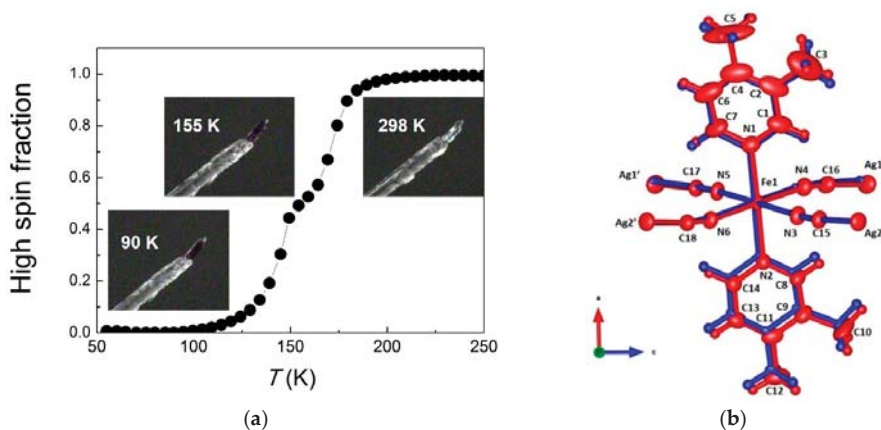 High spin fraction
1.0
0.8
0.6
0.4
0.2
0.0
155 K
298 K
90 K
50
100
150
200
250
T (K)
(a)
C5
C3
C4
C2
C6
C7
C1
N1
Ag1'
C17
N5
N4
C16
Ag1
Fe1
Ag2'
C18
N6
N3
C15
Ag2
N2
C14
C8
C13
C9
C11
C10
C12
a
c
(b)